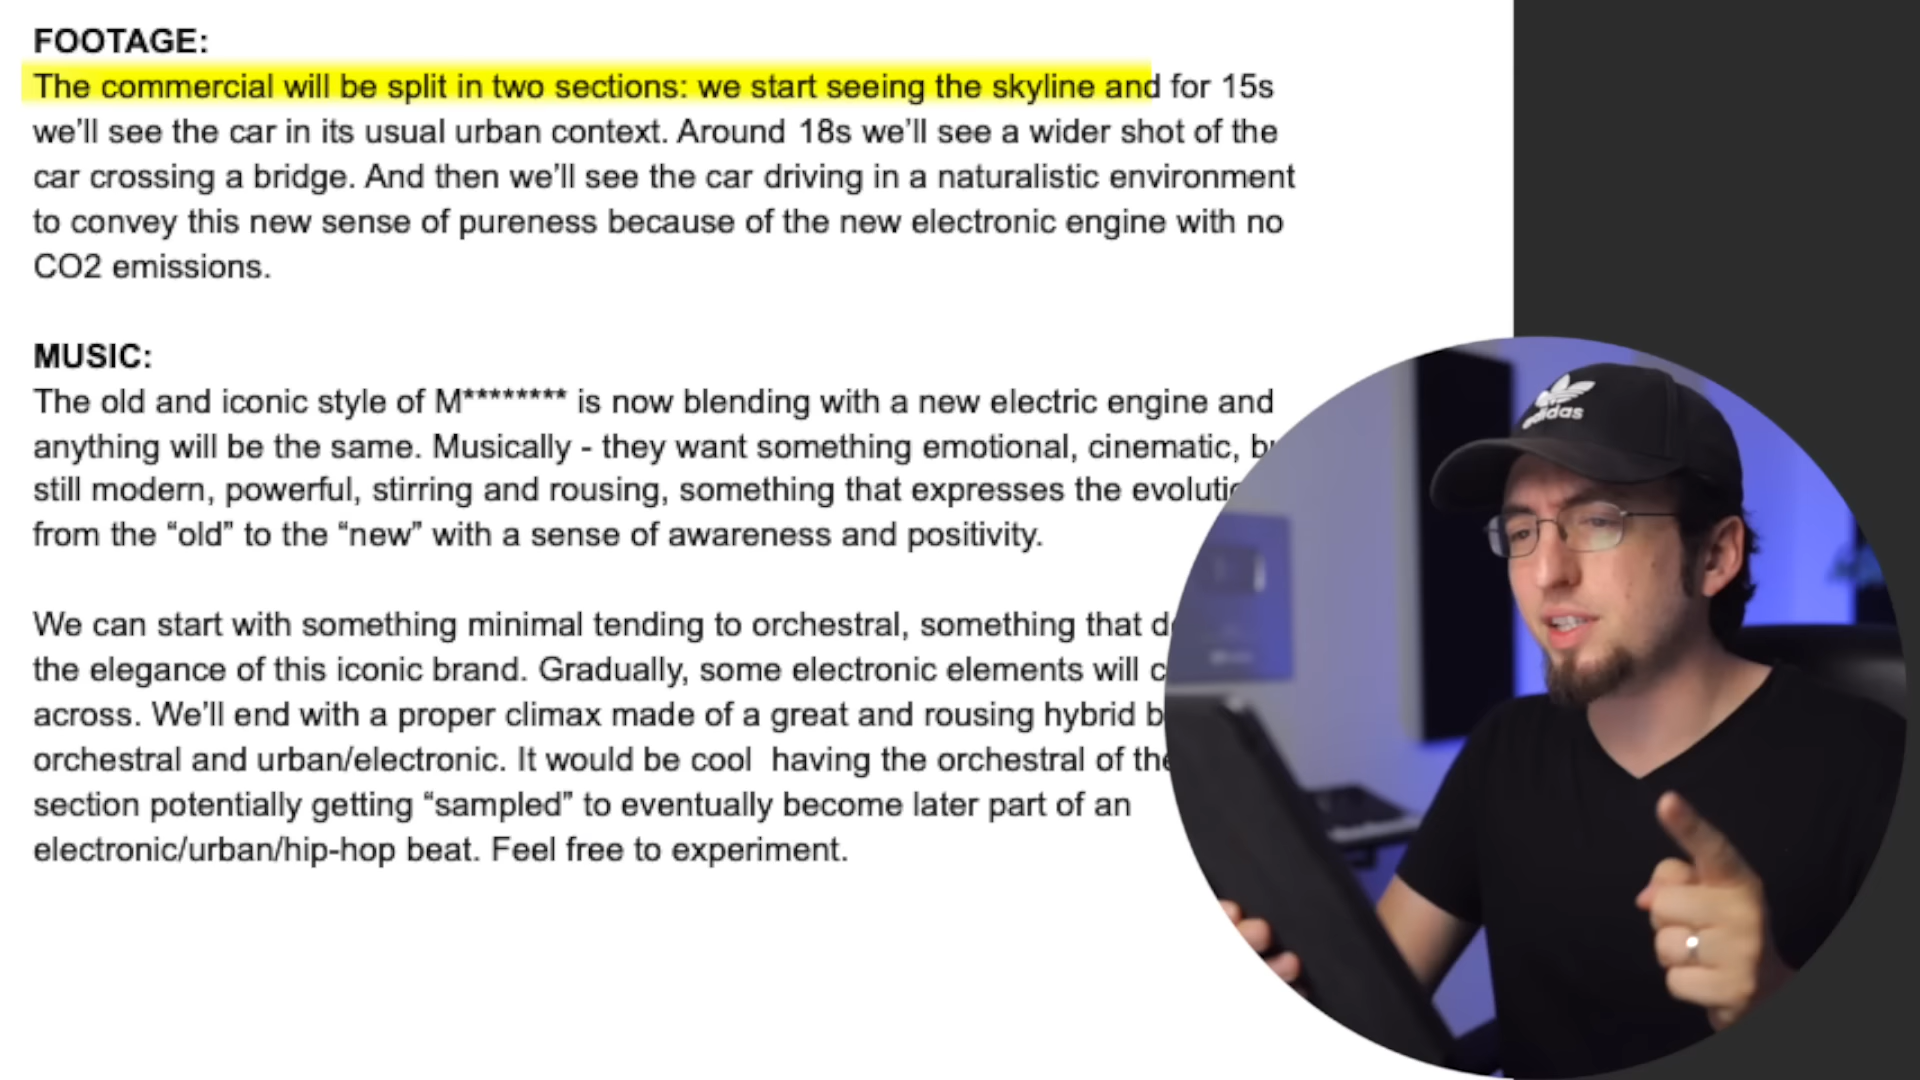 FOOTAGE:
The commercial will be split in two sections: we start seeing the skyline and for 15s
we'll see the car in its usual urban context. Around 18s we'll see a wider shot of the
car crossing a bridge. And then we'll see the car driving in a naturalistic environment
to convey this new sense of pureness because of the new electronic engine with no
CO2 emissions.
MUSIC:
The old and iconic style of M******** is now blending with a new electric engine and
anything will be the same. Musically - they want something emotional, cinematic,
still modern, powerful, stirring and rousing, something that expresses the
from the “old” to the “new” with a sense of awareness and positivity.
We can start with something minimal tending to orchestral, something that
the elegance of this iconic brand. Gradually, some electronic elements will
across. We'll end with a proper climax made of a great and rousing hybrid
orchestral and urban/electronic. It would be cool having the orchestral of
section potentially getting “sampled” to eventually become later part of an
electronic/urban/hip-hop beat. Feel free to experiment.
adidas